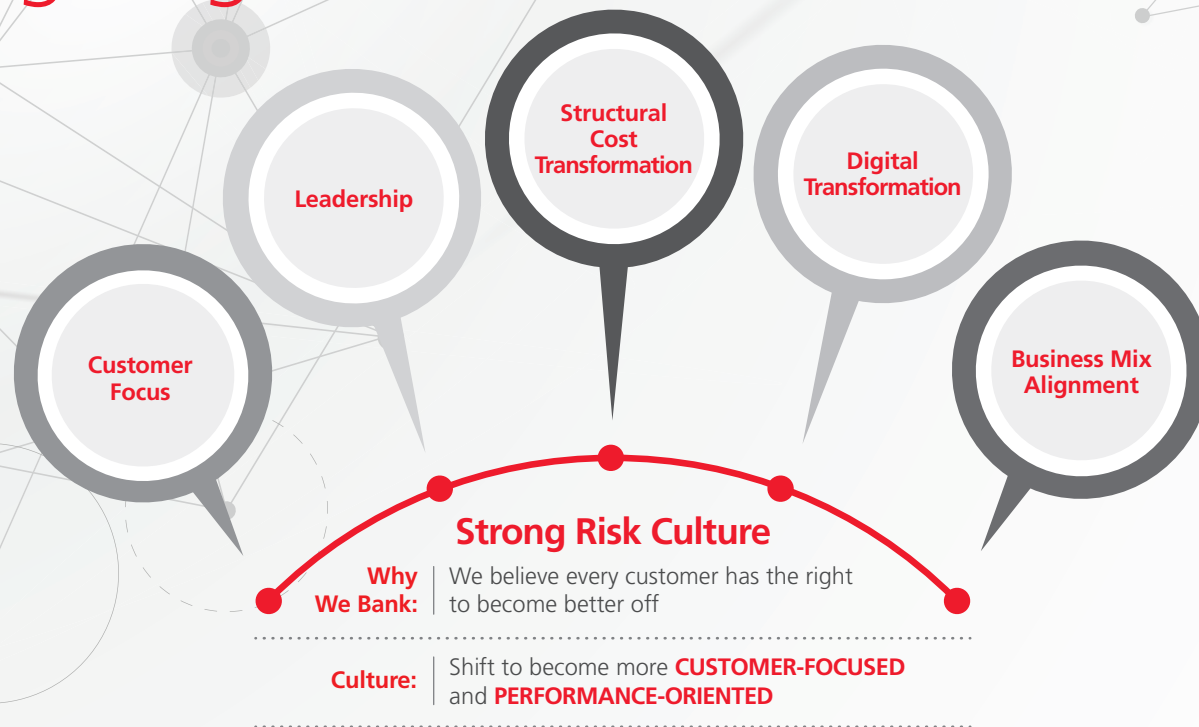 Customer
Focus
Leadership
Structural
Cost
Transformation
Digital
Transformation
Business Mix
Alignment
Strong Risk Culture
Why
We Bank:
We believe every customer has the right
to become better off
Culture:
Shift to become more CUSTOMER-FOCUSED
and PERFORMANCE-ORIENTED